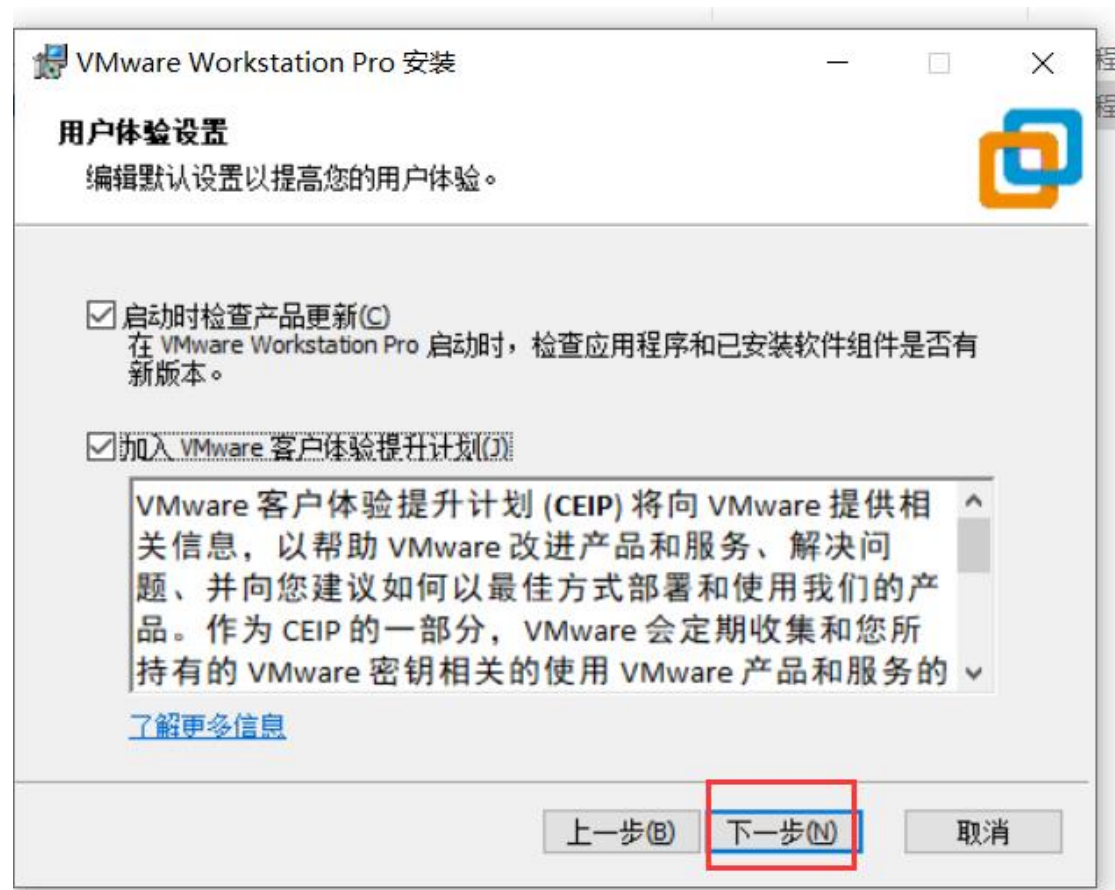 VMware Workstation Pro 安装
程
程
用户体验设置
编辑默认设置以提高您的用户体验。
启动时检查产品更新(C)
在 VMware Workstation Pro 启动时，检查应用程序和已安装软件组件是否有
新版本。
加入 VMware 客户体验提升计划(J)
VMware 客户体验提升计划 (CEIP) 将向 VMware 提供相
关信息，以帮助 VMware 改进产品和服务、解决问
题、并向您建议如何以最佳方式部署和使用我们的产
品。作为 CEIP 的一部分，VMware 会定期收集和您所
持有的 VMware 密钥相关的使用 VMware 产品和服务的
了解更多信息
上一步(B) 下一步(N) 取消